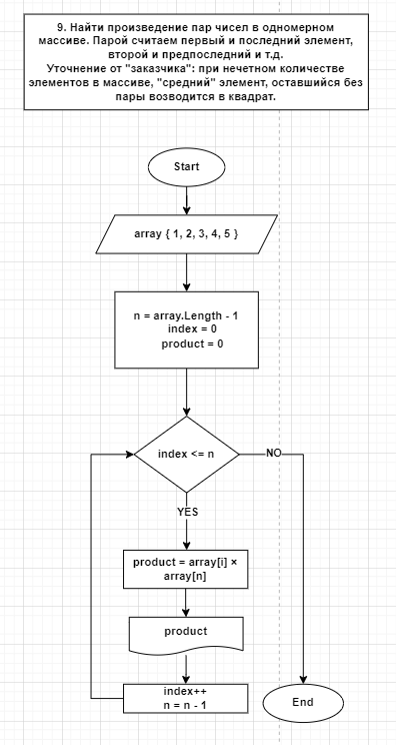 9. Найти произведение пар чисел в одномерном
массиве. Парой считаем первый и последний элемент,
второй и предпоследний и т.д.
Уточнение от "заказчика": при нечетном количестве
элементов в массиве, "средний" элемент, оставшийся без
пары возводится в квадрат.
Start
array { 1, 2, 3, 4, 5 }
n = array.Length - 1
index = 0
product = 0
index <= n
NO
YES
product = array[i] ×
array[n]
product
index++
n = n - 1
End